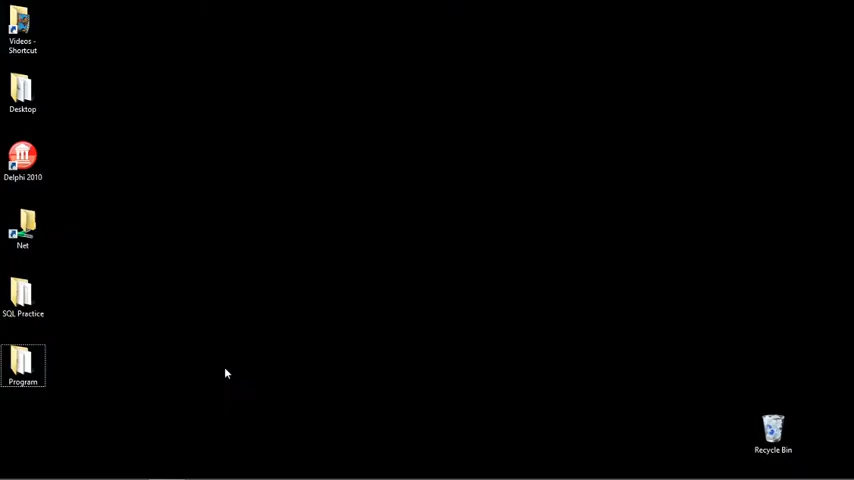 Videos -
Shortcut
Desktop
Delphi 2010
Net
SQL Practice
Program
Recycle Bin